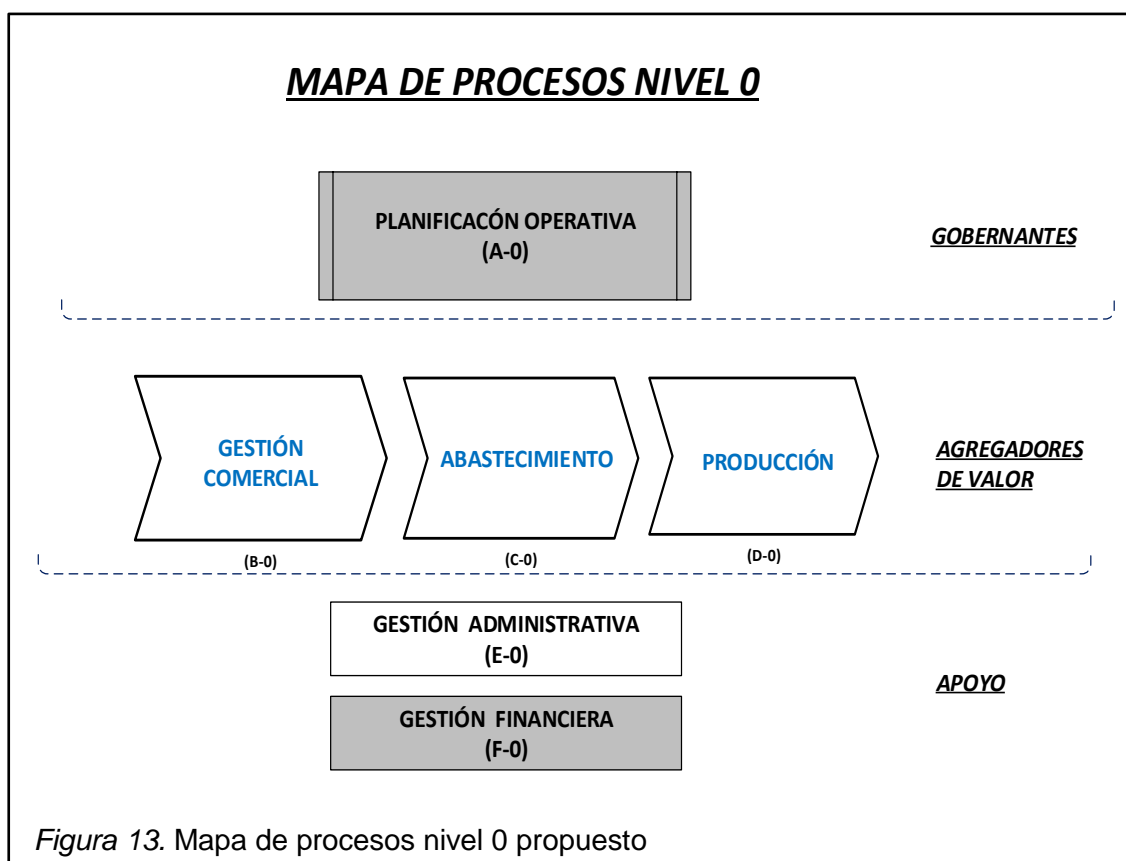 MAPA DE PROCESOS NIVEL 0
PLANIFICACÓN OPERATIVA
(A-0)
GOBERNANTES
GESTIÓN
COMERCIAL
(B-0)
ABASTECIMIENTO
(C-0)
PRODUCCIÓN
(D-0)
AGREGADORES
DE VALOR
GESTIÓN ADMINISTRATIVA
(E-0)
GESTIÓN FINANCIERA
(F-0)
APOYO
Figura 13. Mapa de procesos nivel 0 propuesto